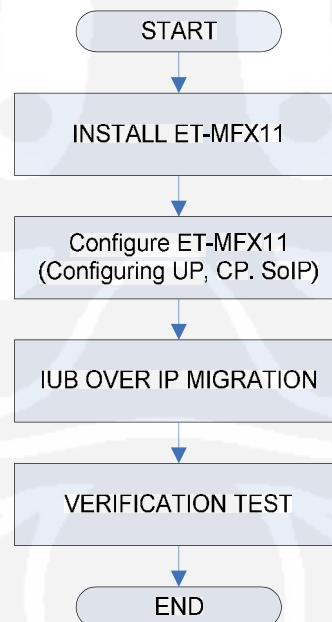 START
INSTALL ET-MFX11
Configure ET-MFX11
(Configuring UP, CP. SoIP)
IUB OVER IP MIGRATION
VERIFICATION TEST
END